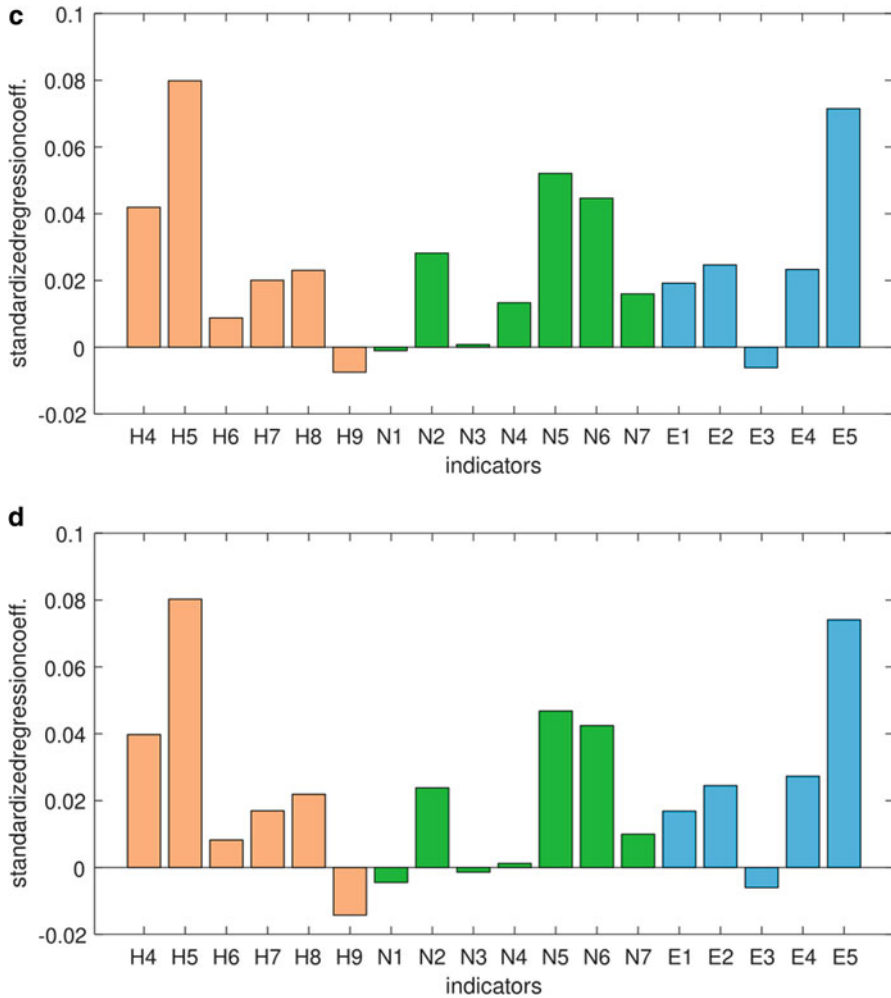 c
standardizedregressioncoeff.
0.1
0.08
0.06
0.04
0.02
0
-0.02
H4 H5 H6 H7 H8 H9 N1 N2 N3 N4 N5 N6 N7 E1 E2 E3 E4 E5
indicators
d
standardizedregressioncoeff.
0.1
0.08
0.06
0.04
0.02
0
-0.02
H4 H5 H6 H7 H8 H9 N1 N2 N3 N4 N5 N6 N7 E1 E2 E3 E4 E5
indicators